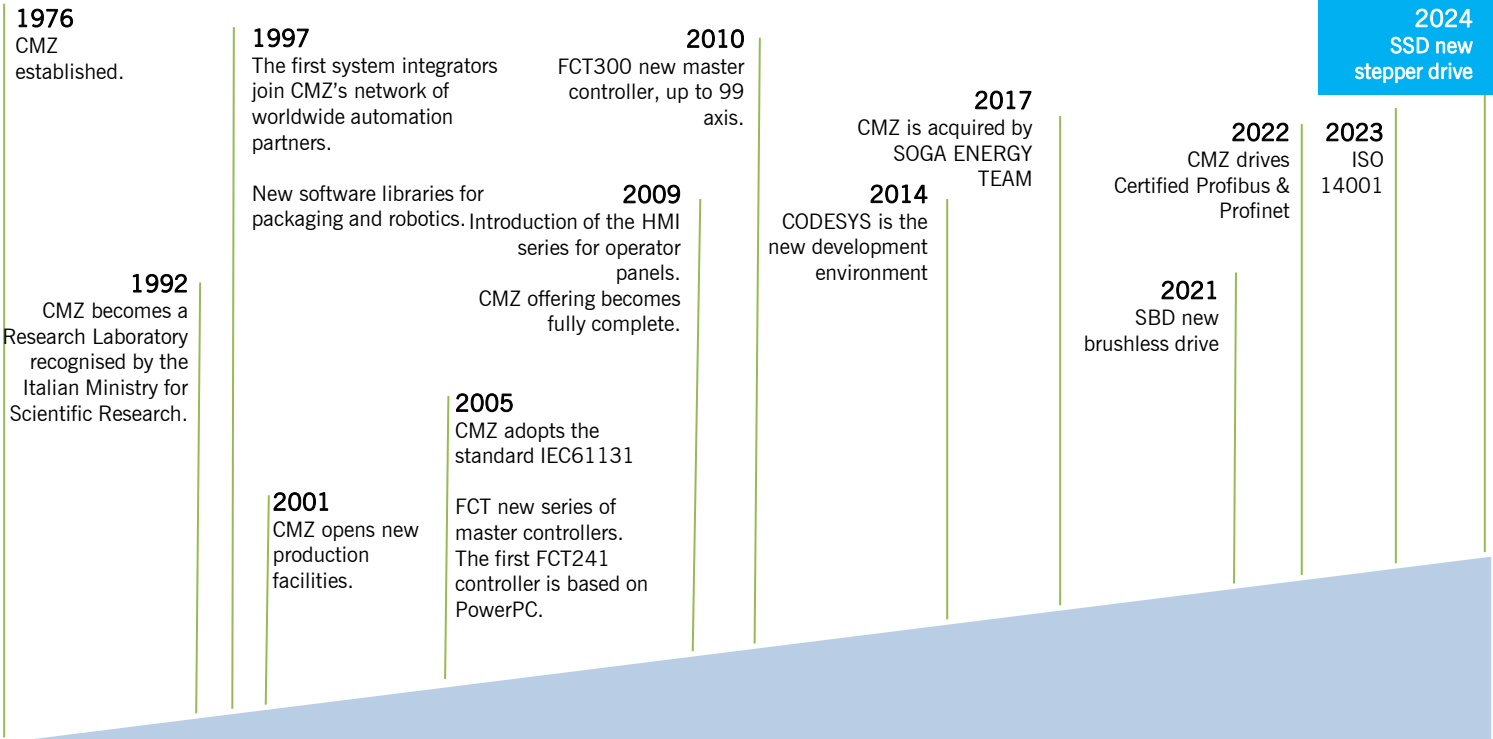 1976
CMZ
established.
1992
CMZ becomes a
Research Laboratory
recognised by the
Italian Ministry for
Scientific Research.
1997
The first system integrators
join CMZ’s network of
worldwide automation
partners.
New software libraries for
packaging and robotics.
2001
CMZ opens new
production
facilities.
2005
CMZ adopts the
standard IEC61131
FCT new series of
master controllers.
The first FCT241
controller is based on
PowerPC.
2009
Introduction of the HMI
series for operator
panels.
CMZ offering becomes
fully complete.
2010
FCT300 new master
controller, up to 99
axis.
2014
CODESYS is the
new development
environment
2017
CMZ is acquired by
SOGA ENERGY
TEAM
2021
SBD new
brushless drive
2022
CMZ drives
Certified Profibus &
Profinet
2023
ISO
14001
2024
SSD new
stepper drive